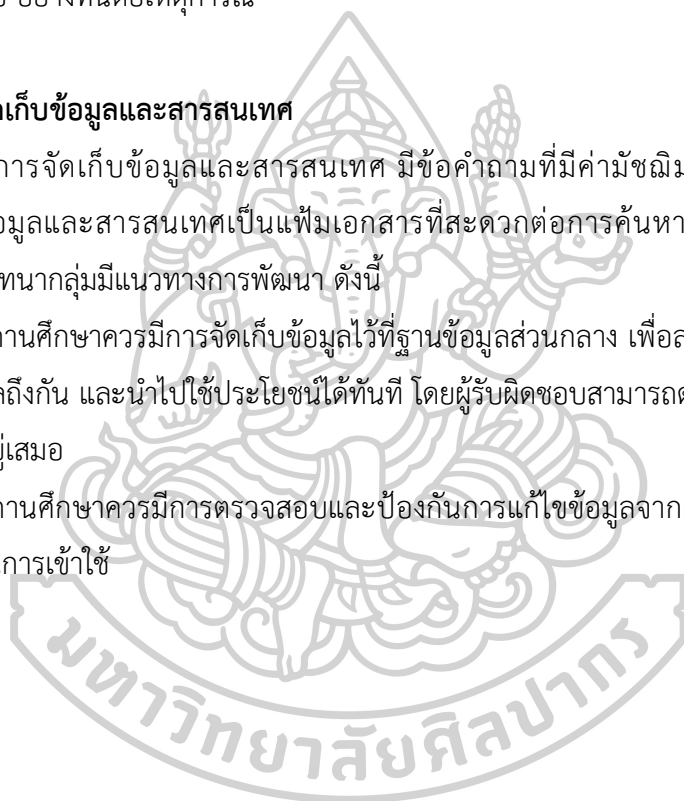 อย่างทันต่อเหตุการณ์
เก็บข้อมูลและสารสนเทศ
การจัดเก็บข้อมูลและสารสนเทศ มีข้อคำถามที่มีค่ามัชฌิม
อมูลและสารสนเทศเป็นแฟ้มเอกสารที่สะดวกต่อการค้นหา
ทนากลุ่มมีแนวทางการพัฒนา ดังนี้
านศึกษาควรมีการจัดเก็บข้อมูลไว้ที่ฐานข้อมูลส่วนกลาง เพื่อ
ถึงกัน และนำไปใช้ประโยชน์ได้ทันที โดยผู้รับผิดชอบสามารถ
ยู่เสมอ
านศึกษาควรมีการตรวจสอบและป้องกันการแก้ไขข้อมูลจาก
การเข้าใช้
มหาวิทยาลัยศิลปากร